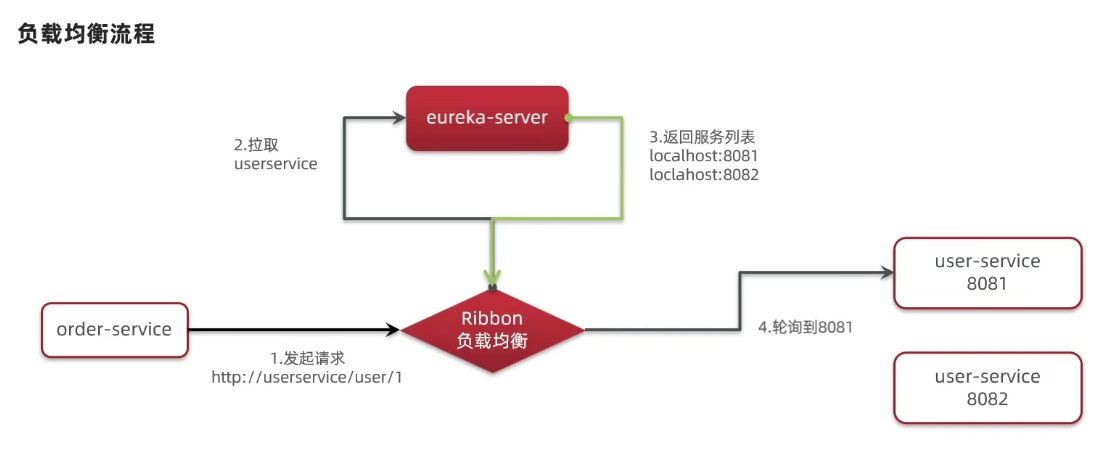 负载均衡流程
eureka-server
2.拉取
userservice
3.返回服务列表
localhost:8081
loclahost:8082
order-service
1.发起请求
http://userservice/user/1
Ribbon
负载均衡
4.轮询到8081
user-service
8081
user-service
8082